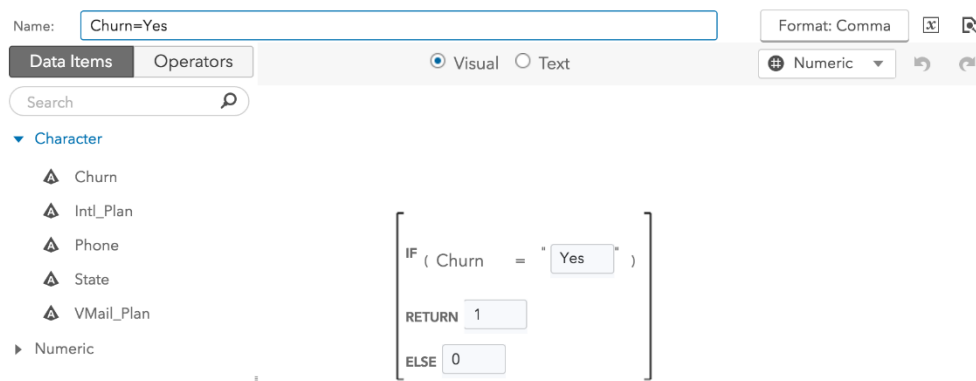 Name: Churn=Yes Format: Comma x
Data Items Operators Visual Text Numeric
Search
Character
Churn
Intl_Plan
Phone
State
VMail_Plan
Numeric
IF ( Churn = "Yes" )
RETURN 1
ELSE 0